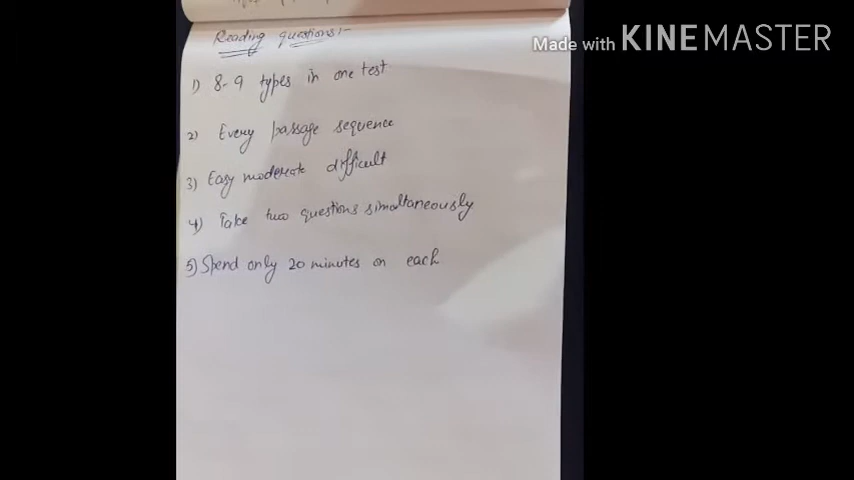 Reading questions:-
Made with KINEMASTER
1) 8-9 types in one test
2) Every passage sequence
3) Easy moderate difficult
4) Take two questions simultaneously
5) Spend only 20 minutes on each